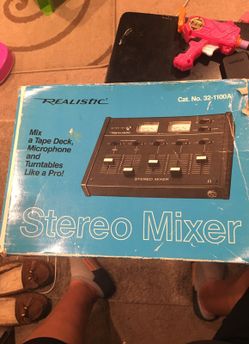 REALISTIC
Cat. No. 32-1100A
Mix
a Tape Deck,
Microphone
and
Turntables
Like a Pro!
STEREO MIXER
Stereo Mixer